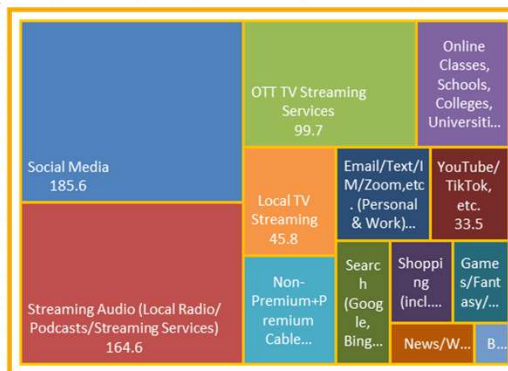 Social Media
185.6
Streaming Audio (Local Radio/
Podcasts/Streaming Services)
164.6
OTT TV Streaming
Services
99.7
Online
Classes,
Schools,
Colleges,
Universiti...
Local TV
Streaming
45.8
Email/Text/I
M/Zoom,etc
. (Personal
& Work)...
YouTube/
TikTok,
etc.
33.5
Non-
Premium+P
remium
Cable...
Searc
h
(Goog
le,
Bing...
Shoppi
ng
(incl....
Game
s/Fant
asy/...
News/W...
B...